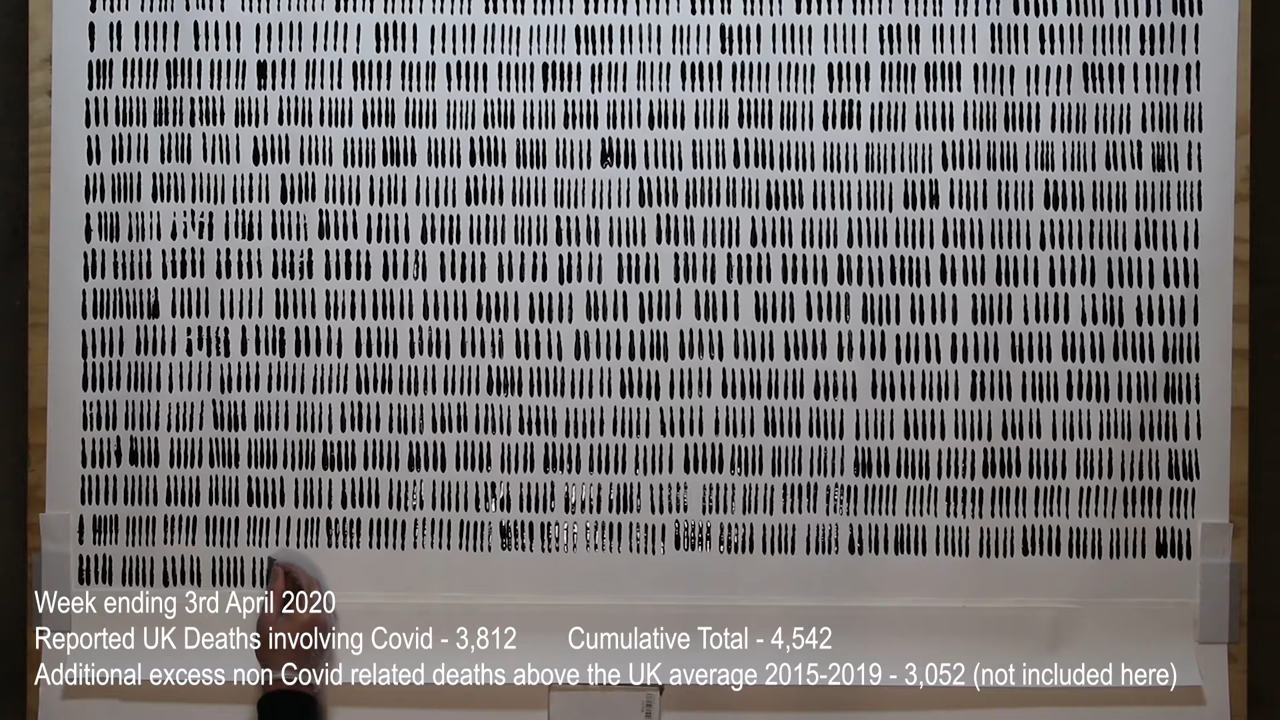 Week ending 3rd April 2020
Reported UK Deaths involving Covid - 3,812 Cumulative Total - 4,542
Additional excess non Covid related deaths above the UK average 2015-2019 - 3,052 (not included here)